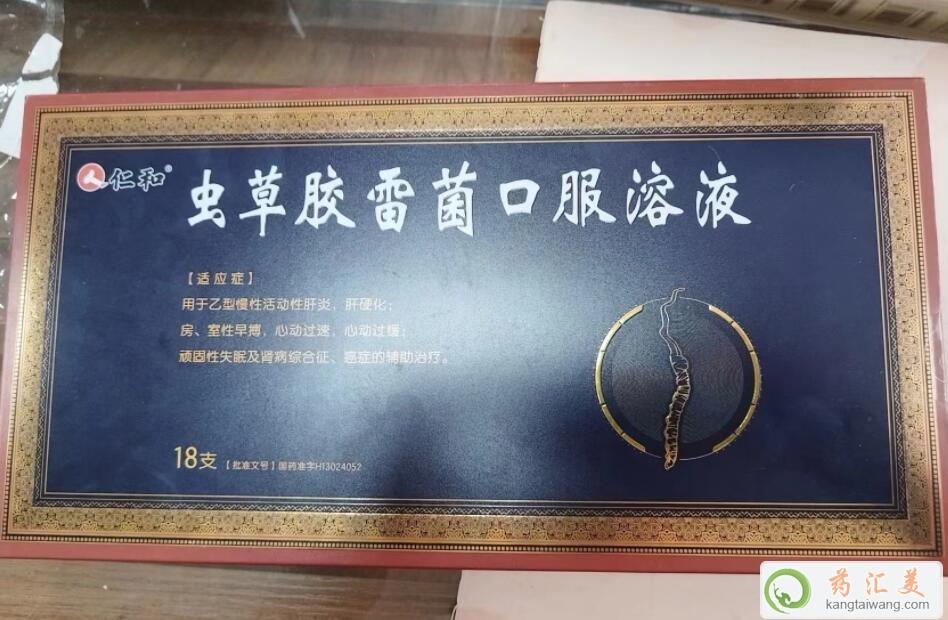 人 仁和®
虫草胶雷菌口服溶液
【适应症】
用于乙型慢性活动性肝炎，肝硬化；
房、室性早搏，心动过速，心动过缓；
顽固性失眠及肾病综合征、癌症的辅助治疗。
18支【批准文号】国药准字H13024052
药汇美
kangtaiwang.com